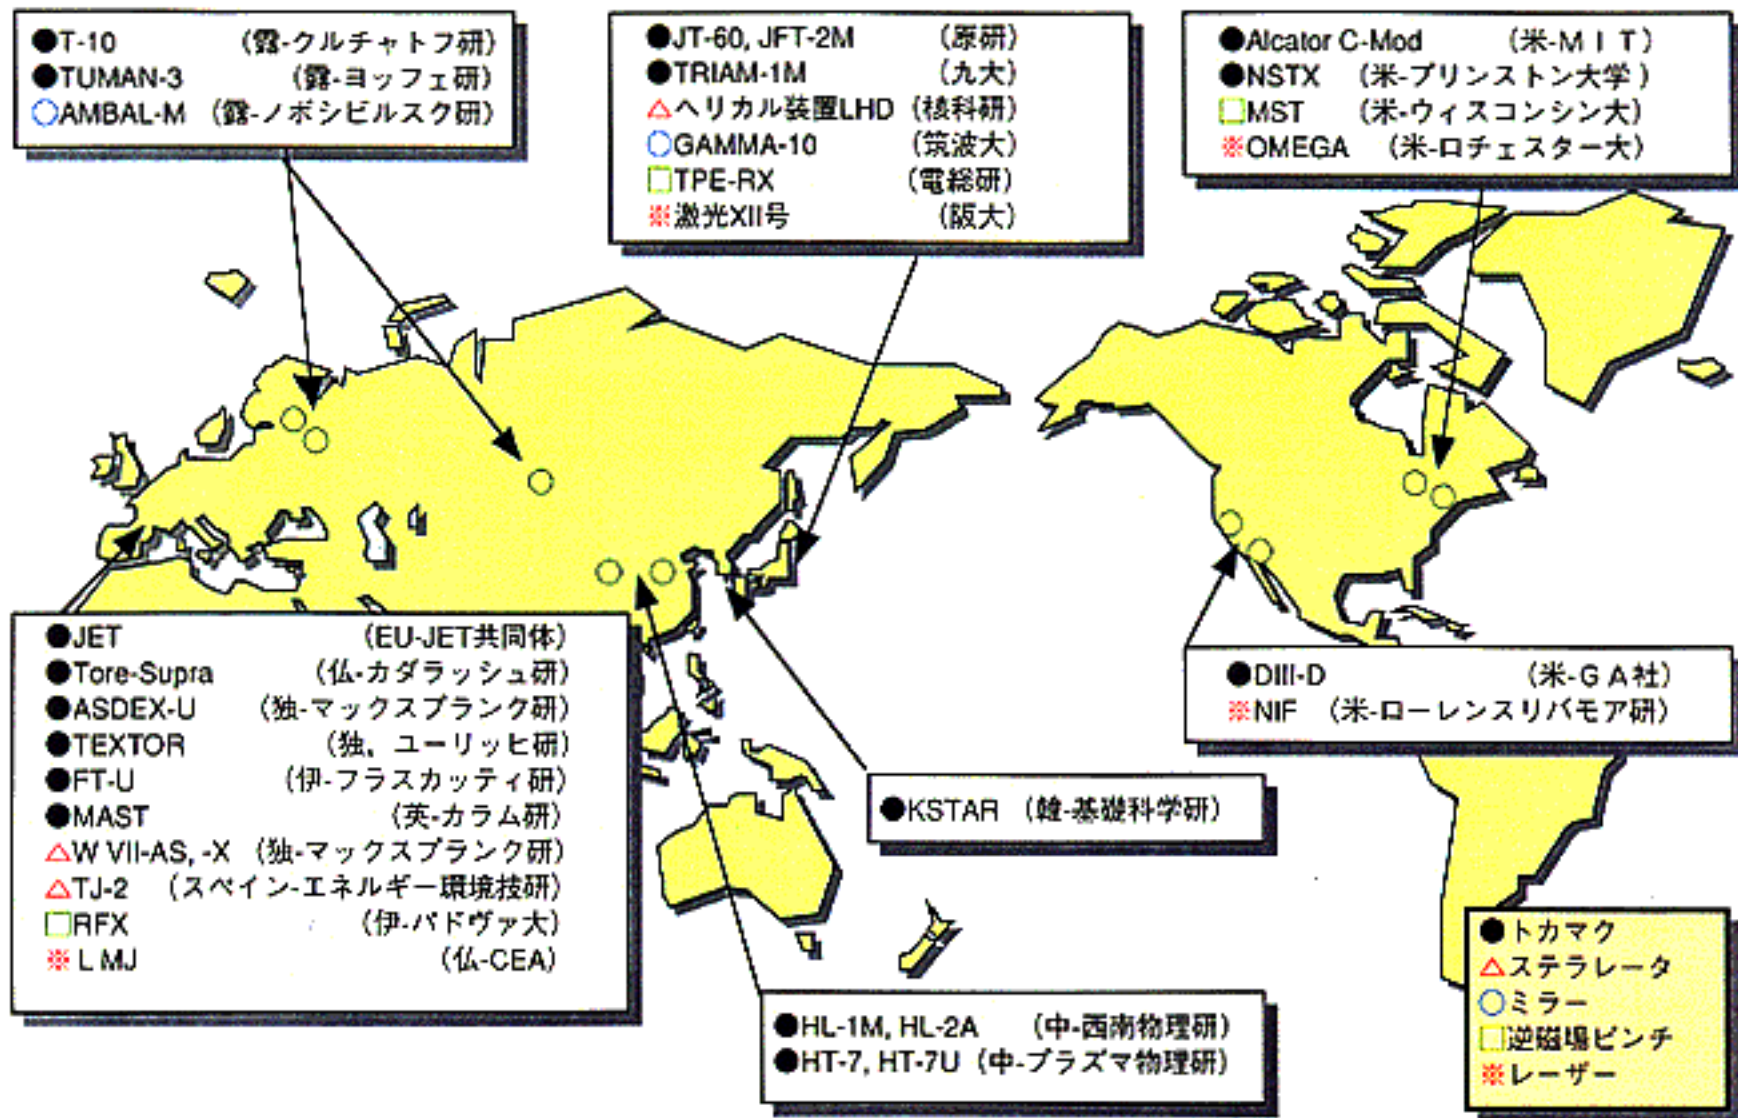 ●T-10 (露-クルチャトフ研)
●TUMAN-3 (露-ヨッフェ研)
○AMBAL-M (露-ノボシビルスク研)
●JT-60, JFT-2M (原研)
●TRIAM-1M (九大)
△ヘリカル装置LHD (核科研)
○GAMMA-10 (筑波大)
□TPE-RX (電総研)
※激光XII号 (阪大)
●Alcator C-Mod (米-MIT)
●NSTX (米-プリンストン大学)
□MST (米-ウィスコンシン大)
※OMEGA (米-ロチェスター大)
●JET (EU-JET共同体)
●Tore-Supra (仏-カダラッシュ研)
●ASDEX-U (独-マックスプランク研)
●TEXTOR (独, ユーリッヒ研)
●FT-U (伊-フラスカッティ研)
●MAST (英-カラム研)
△W VII-AS, -X (独-マックスプランク研)
△TJ-2 (スペイン-エネルギー環境技研)
□RFX (伊-パドヴァ大)
※LMJ (仏-CEA)
●DIII-D (米-GA社)
※NIF (米-ローレンスリバモア研)
●KSTAR (韓-基礎科学研)
●HL-1M, HL-2A (中-西南物理研)
●HT-7, HT-7U (中-プラズマ物理研)
●トカマク
△ステラレータ
○ミラー
□逆磁場ピンチ
※レーザー